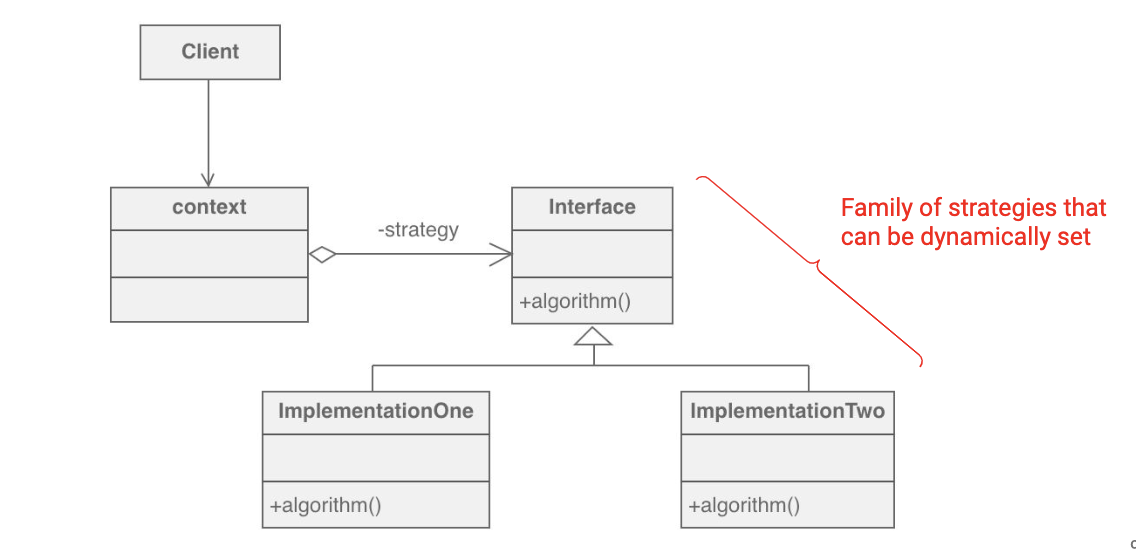 Client
context
-strategy
Interface
+algorithm()
Family of strategies that
can be dynamically set
ImplementationOne
+algorithm()
ImplementationTwo
+algorithm()